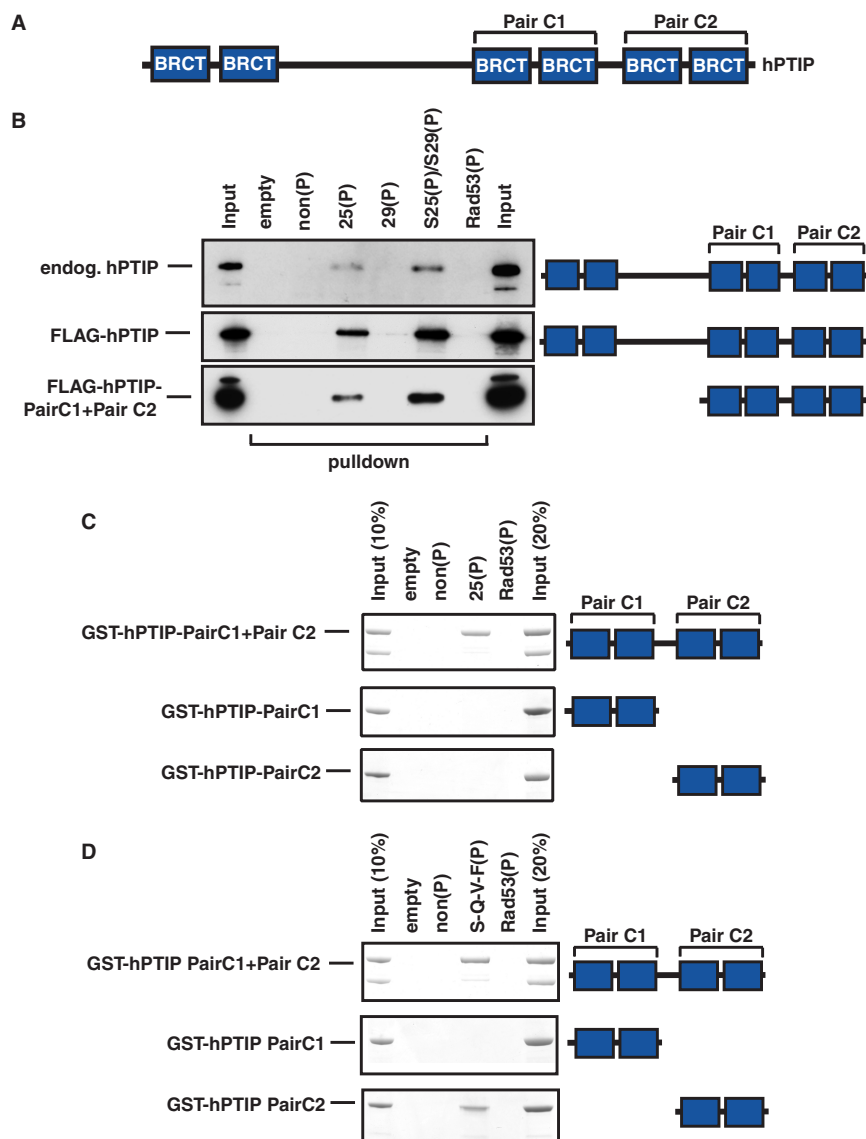 A
Pair C1 Pair C2
BRCT BRCT BRCT BRCT BRCT BRCT hPTIP
B
Input empty non(P) 25(P) 29(P) S25(P)/S29(P) Rad53(P) Input
Pair C1 Pair C2
endog. hPTIP
FLAG-hPTIP
FLAG-hPTIP-
PairC1+Pair C2
pulldown
C
Input (10%) empty non(P) 25(P) Rad53(P) Input (20%)
Pair C1 Pair C2
GST-hPTIP-PairC1+Pair C2
GST-hPTIP-PairC1
GST-hPTIP-PairC2
D
Input (10%) empty non(P) S-Q-V-F(P) Rad53(P) Input (20%)
Pair C1 Pair C2
GST-hPTIP PairC1+Pair C2
GST-hPTIP PairC1
GST-hPTIP PairC2